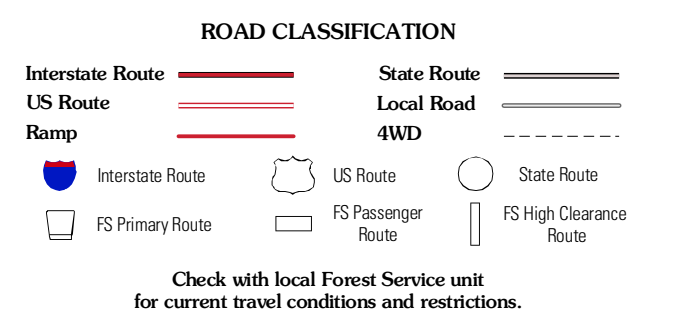 ROAD CLASSIFICATION
Interstate Route
State Route
US Route
Local Road
Ramp
4WD
Interstate Route
US Route
State Route
FS Primary Route
FS Passenger
Route
FS High Clearance
Route
Check with local Forest Service unit
for current travel conditions and restrictions.